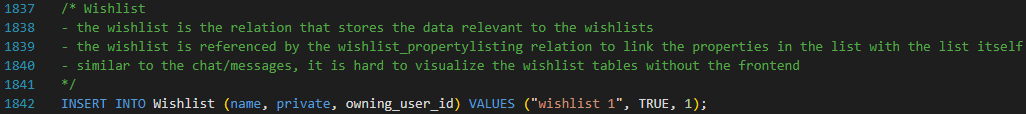 1837 /* Wishlist
1838 - the wishlist is the relation that stores the data relevant to the wishlists
1839 - the wishlist is referenced by the wishlist_propertylisting relation to link the properties in the list with the list itself
1840 - similar to the chat/messages, it is hard to visualize the wishlist tables without the frontend
1841 */
1842 INSERT INTO Wishlist (name, private, owning_user_id) VALUES ("wishlist 1", TRUE, 1);